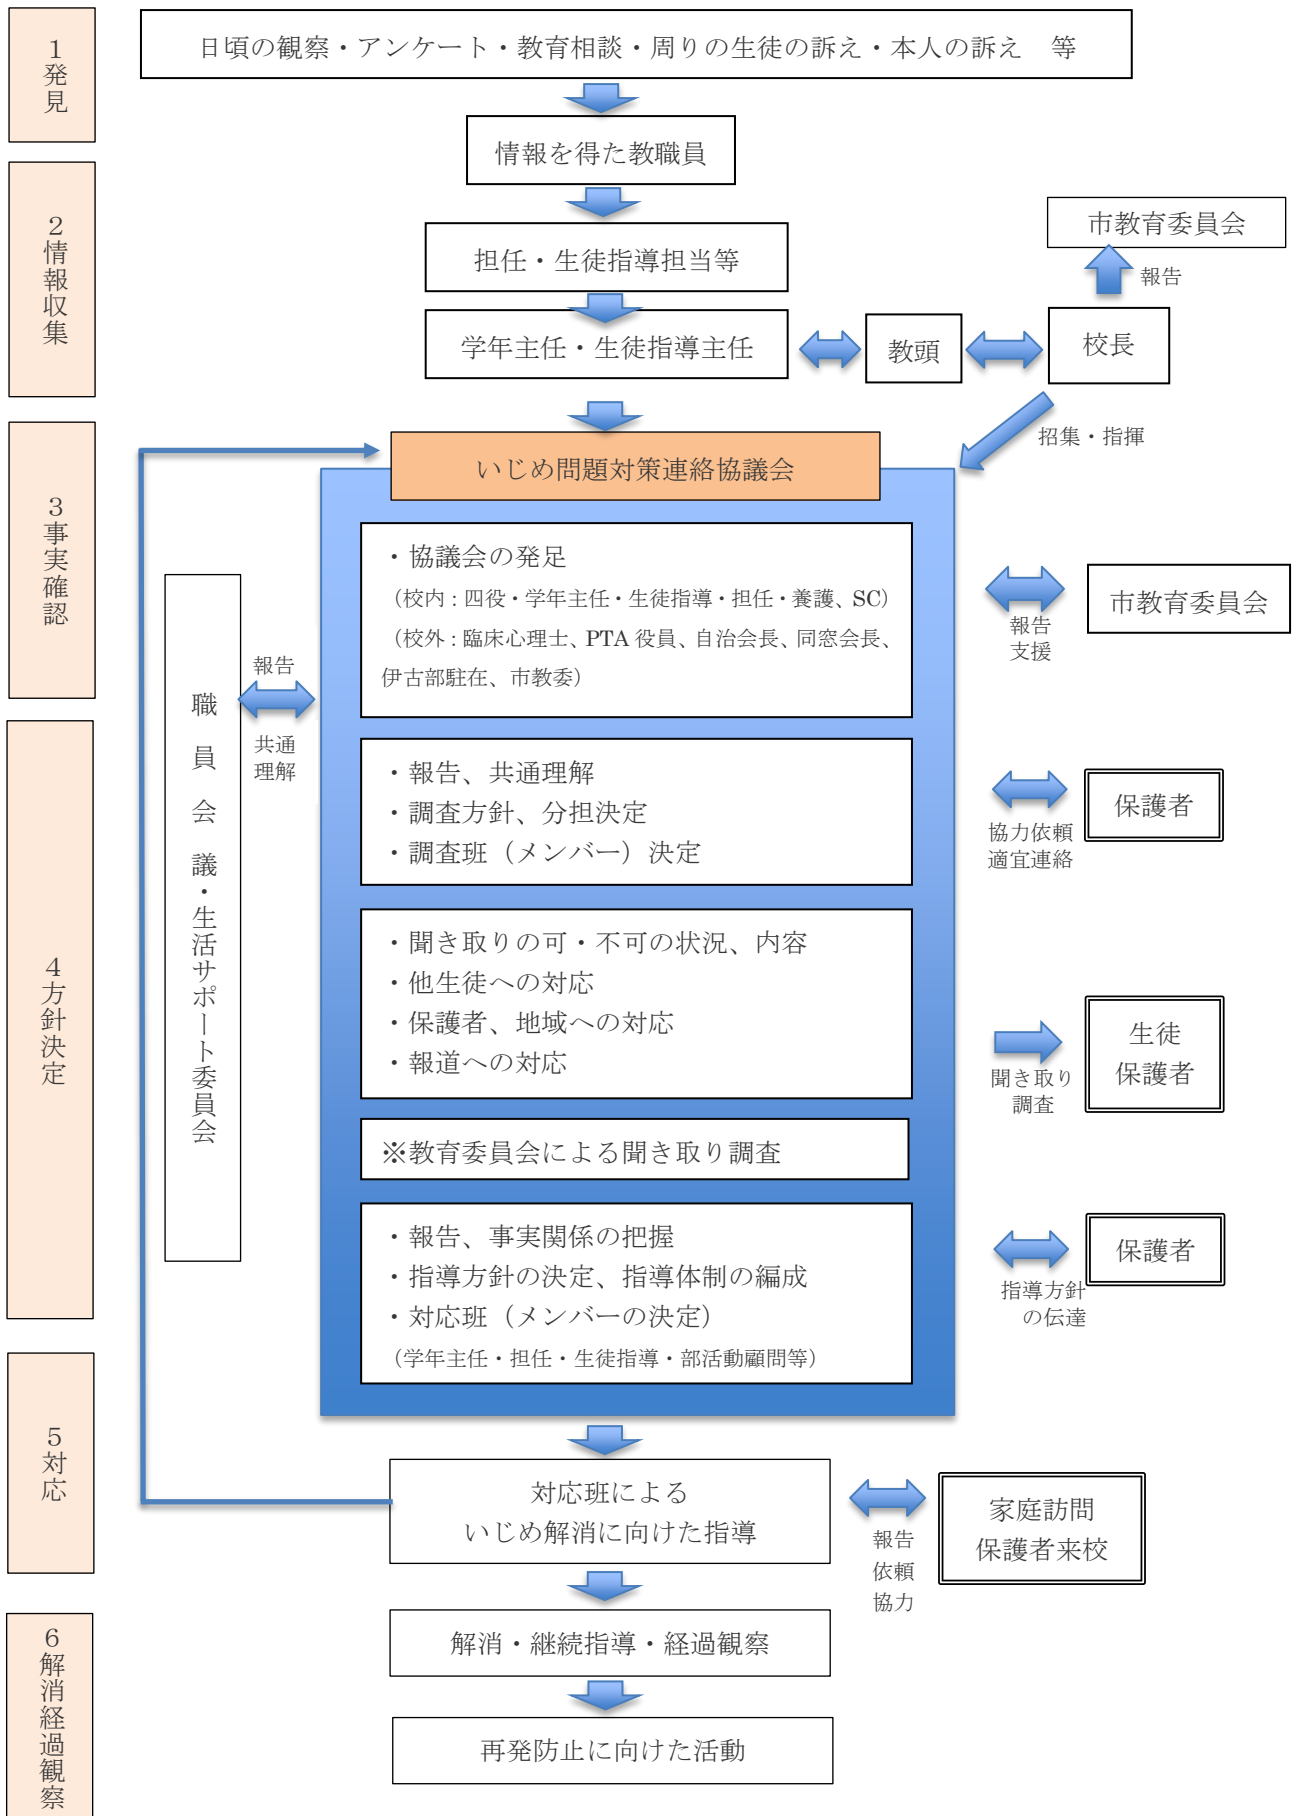 1発見
日頃の観察・アンケート・教育相談・周りの生徒の訴え・本人の訴え　等
情報を得た教職員
2情報収集
担任・生徒指導担当等
市教育委員会
報告
学年主任・生徒指導主任
教頭
校長
招集・指揮
3事実確認
いじめ問題対策連絡協議会
・協議会の発足
（校内：四役・学年主任・生徒指導・担任・養護、SC）
（校外：臨床心理士、PTA 役員、自治会長、同窓会長、
伊古部駐在、市教委）
市教育委員会
報告
支援
職員会議・生活サポート委員会
報告
共通
理解
4方針決定
・報告、共通理解
・調査方針、分担決定
・調査班（メンバー）決定
保護者
協力依頼
適宜連絡
・聞き取りの可・不可の状況、内容
・他生徒への対応
・保護者、地域への対応
・報道への対応
生徒
保護者
聞き取り
調査
※教育委員会による聞き取り調査
・報告、事実関係の把握
・指導方針の決定、指導体制の編成
・対応班（メンバーの決定）
（学年主任・担任・生徒指導・部活動顧問等）
保護者
指導方針
の伝達
5対応
対応班による
いじめ解消に向けた指導
報告
依頼
協力
家庭訪問
保護者来校
6解消経過観察
解消・継続指導・経過観察
再発防止に向けた活動